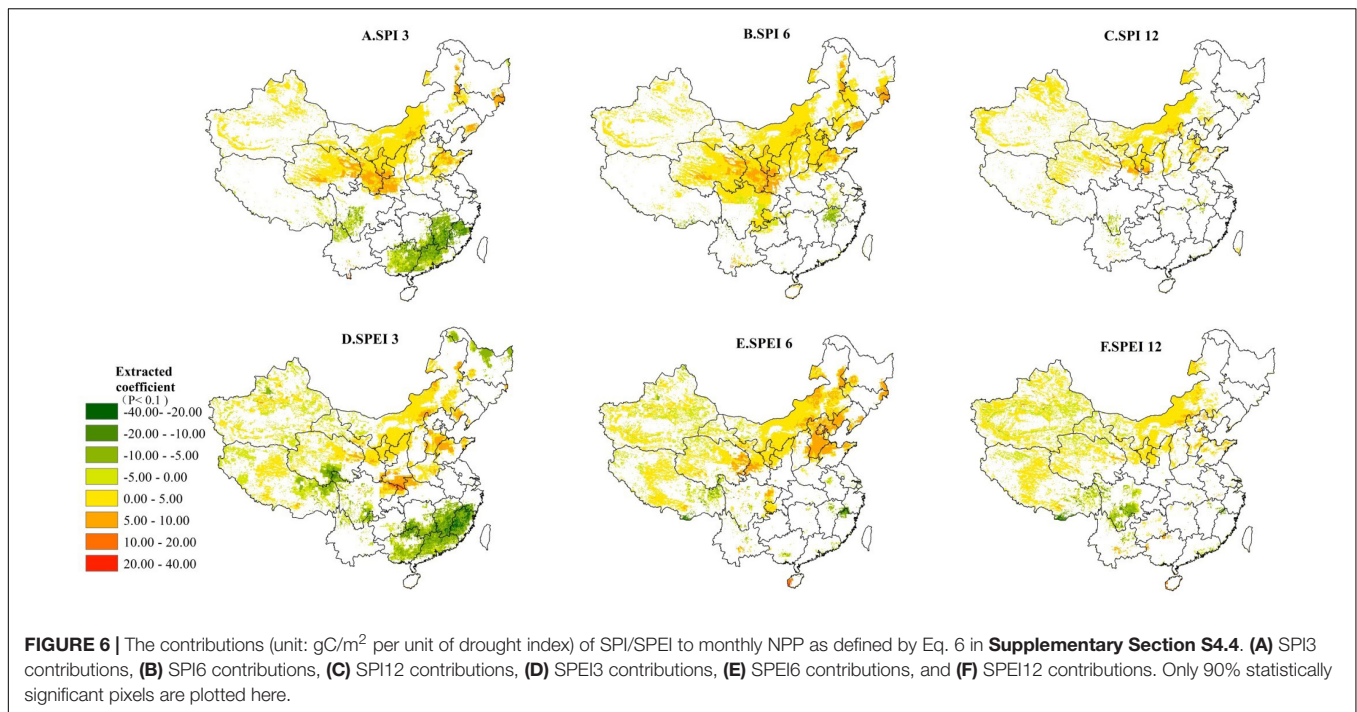 A.SPI 3
B.SPI 6
C.SPI 12
D.SPEI 3
E.SPEI 6
F.SPEI 12
Extracted
coefficient
(P< 0.1)
-40.00- -20.00
-20.00 - -10.00
-10.00 - -5.00
-5.00 - 0.00
0.00 - 5.00
5.00 - 10.00
10.00 - 20.00
20.00 - 40.00
FIGURE 6 | The contributions (unit: gC/m² per unit of drought index) of SPI/SPEI to monthly NPP as defined by Eq. 6 in Supplementary Section S4.4. (A) SPI3
contributions, (B) SPI6 contributions, (C) SPI12 contributions, (D) SPEI3 contributions, (E) SPEI6 contributions, and (F) SPEI12 contributions. Only 90% statistically
significant pixels are plotted here.